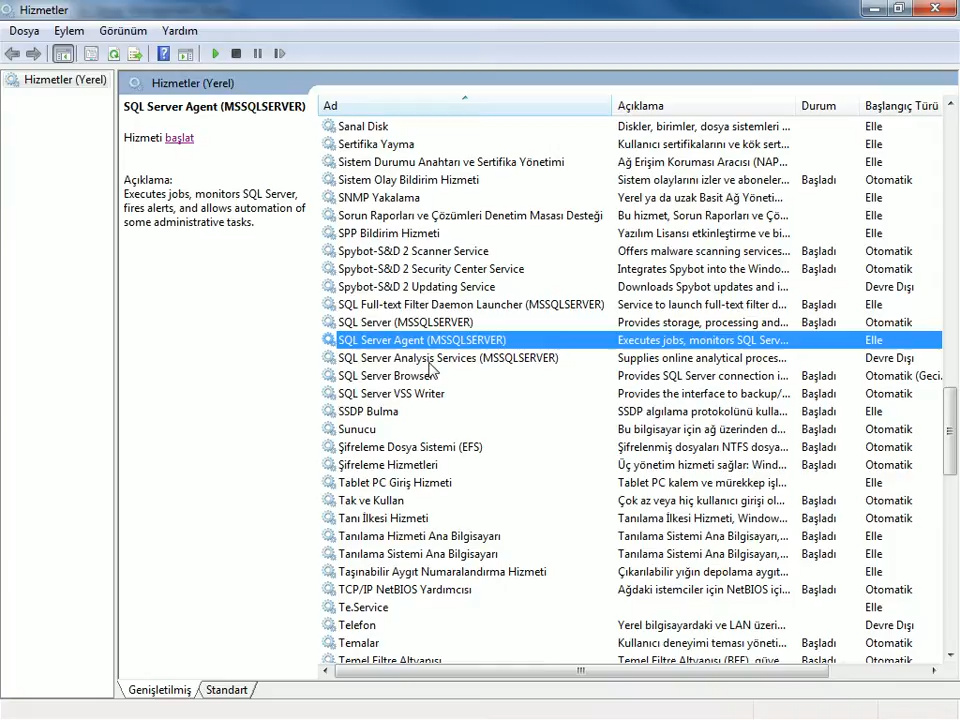 Hizmetler
Dosya Eylem Görünüm Yardım
Hizmetler (Yerel)
Hizmetler (Yerel)
SQL Server Agent (MSSQLSERVER)
Hizmeti başlat
Açıklama:
Executes jobs, monitors SQL Server,
fires alerts, and allows automation of
some administrative tasks.
Ad Açıklama Durum Başlangıç Türü
Sanal Disk Diskler, birimler, dosya sistemleri ... Elle
Sertifika Yayma Kullanıcı sertifikalarını ve kök sert... Elle
Sistem Durumu Anahtarı ve Sertifika Yönetimi Ağ Erişim Koruması Aracısı (NAP... Elle
Sistem Olay Bildirim Hizmeti Sistem olaylarını izler ve aboneler... Başladı Otomatik
SNMP Yakalama Yerel ya da uzak Basit Ağ Yöneti... Elle
Sorun Raporları ve Çözümleri Denetim Masası Desteği Bu hizmet, Sorun Raporları ve Çö... Elle
SPP Bildirim Hizmeti Yazılım Lisansı etkinleştirme ve bi... Elle
Spybot-S&D 2 Scanner Service Offers malware scanning services... Başladı Otomatik
Spybot-S&D 2 Security Center Service Integrates Spybot into the Windo... Başladı Otomatik
Spybot-S&D 2 Updating Service Downloads Spybot updates and i... Devre Dışı
SQL Full-text Filter Daemon Launcher (MSSQLSERVER) Service to launch full-text filter d... Başladı Elle
SQL Server (MSSQLSERVER) Provides storage, processing and... Başladı Otomatik
SQL Server Agent (MSSQLSERVER) Executes jobs, monitors SQL Serv... Elle
SQL Server Analysis Services (MSSQLSERVER) Supplies online analytical proces... Devre Dışı
SQL Server Browser Provides SQL Server connection i... Başladı Otomatik (Geci.
SQL Server VSS Writer Provides the interface to backup/... Başladı Otomatik
SSDP Bulma SSDP algılama protokolünü kulla... Başladı Elle
Sunucu Bu bilgisayar için ağ üzerinden d... Başladı Otomatik
Şifreleme Dosya Sistemi (EFS) Şifrelenmiş dosyaları NTFS dosya... Başladı Otomatik
Şifreleme Hizmetleri Üç yönetim hizmeti sağlar: Wind... Başladı Otomatik
Tablet PC Giriş Hizmeti Tablet PC kalem ve mürekkep işl... Elle
Tak ve Kullan Çok az veya hiç kullanıcı girişi ol... Başladı Otomatik
Tanı İlkesi Hizmeti Tanılama İlkesi Hizmeti, Window... Başladı Otomatik
Tanılama Hizmeti Ana Bilgisayarı Tanılama Sistemi Ana Bilgisayarı,... Başladı Elle
Tanılama Sistemi Ana Bilgisayarı Tanılama Sistemi Ana Bilgisayarı,... Başladı Elle
Taşınabilir Aygıt Numaralandırma Hizmeti Çıkarılabilir yığın depolama aygıt... Elle
TCP/IP NetBIOS Yardımcısı Ağdaki istemciler için NetBIOS içi... Başladı Otomatik
Te.Service Elle
Telefon Yerel bilgisayardaki ve LAN üzeri... Devre Dışı
Temalar Kullanıcı deneyimi teması yöneti... Başladı Otomatik
Temel Filtre Altyapısı Temel Filtre Altyapısı (BFE), güve... Başladı Otomatik
Genişletilmiş Standart